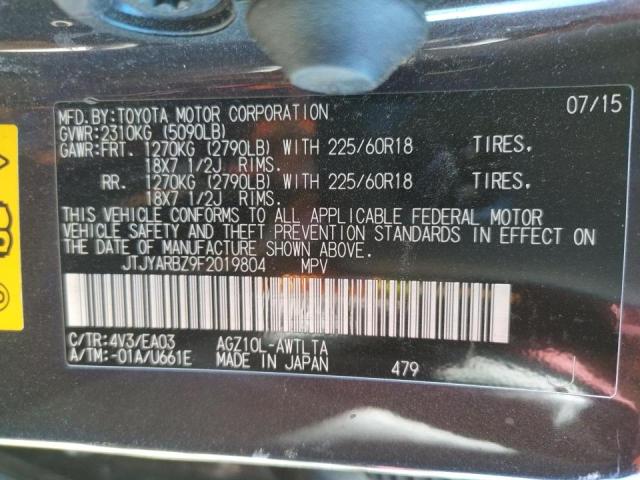 MFD.BY:TOYOTA MOTOR CORPORATION 07/15
GVWR:2310KG (5090LB)
GAWR:FRT. 1270KG (2790LB) WITH 225/60R18 TIRES,
18X7 1/2J RIMS.
RR. 1270KG (2790LB) WITH 225/60R18 TIRES,
18X7 1/2J RIMS.
THIS VEHICLE CONFORMS TO ALL APPLICABLE FEDERAL MOTOR
VEHICLE SAFETY AND THEFT PREVENTION STANDARDS IN EFFECT ON
THE DATE OF MANUFACTURE SHOWN ABOVE.
JTJYARBZ9F2019804 MPV
C/TR:4V3/EA03 AGZ10L-AWTLTA
A/TM:-01A/U661E MADE IN JAPAN 479